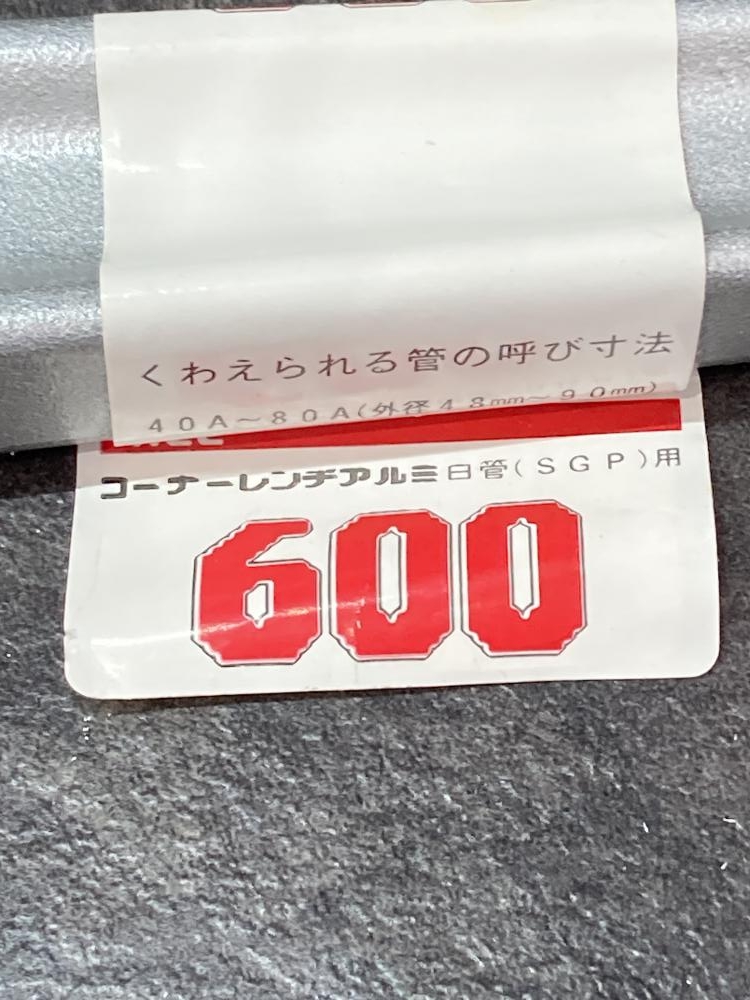 くわえられる管の呼び寸法
40A～80A(外径48mm～90mm)
コーナーレンチアルミ白管(SGP)用
600